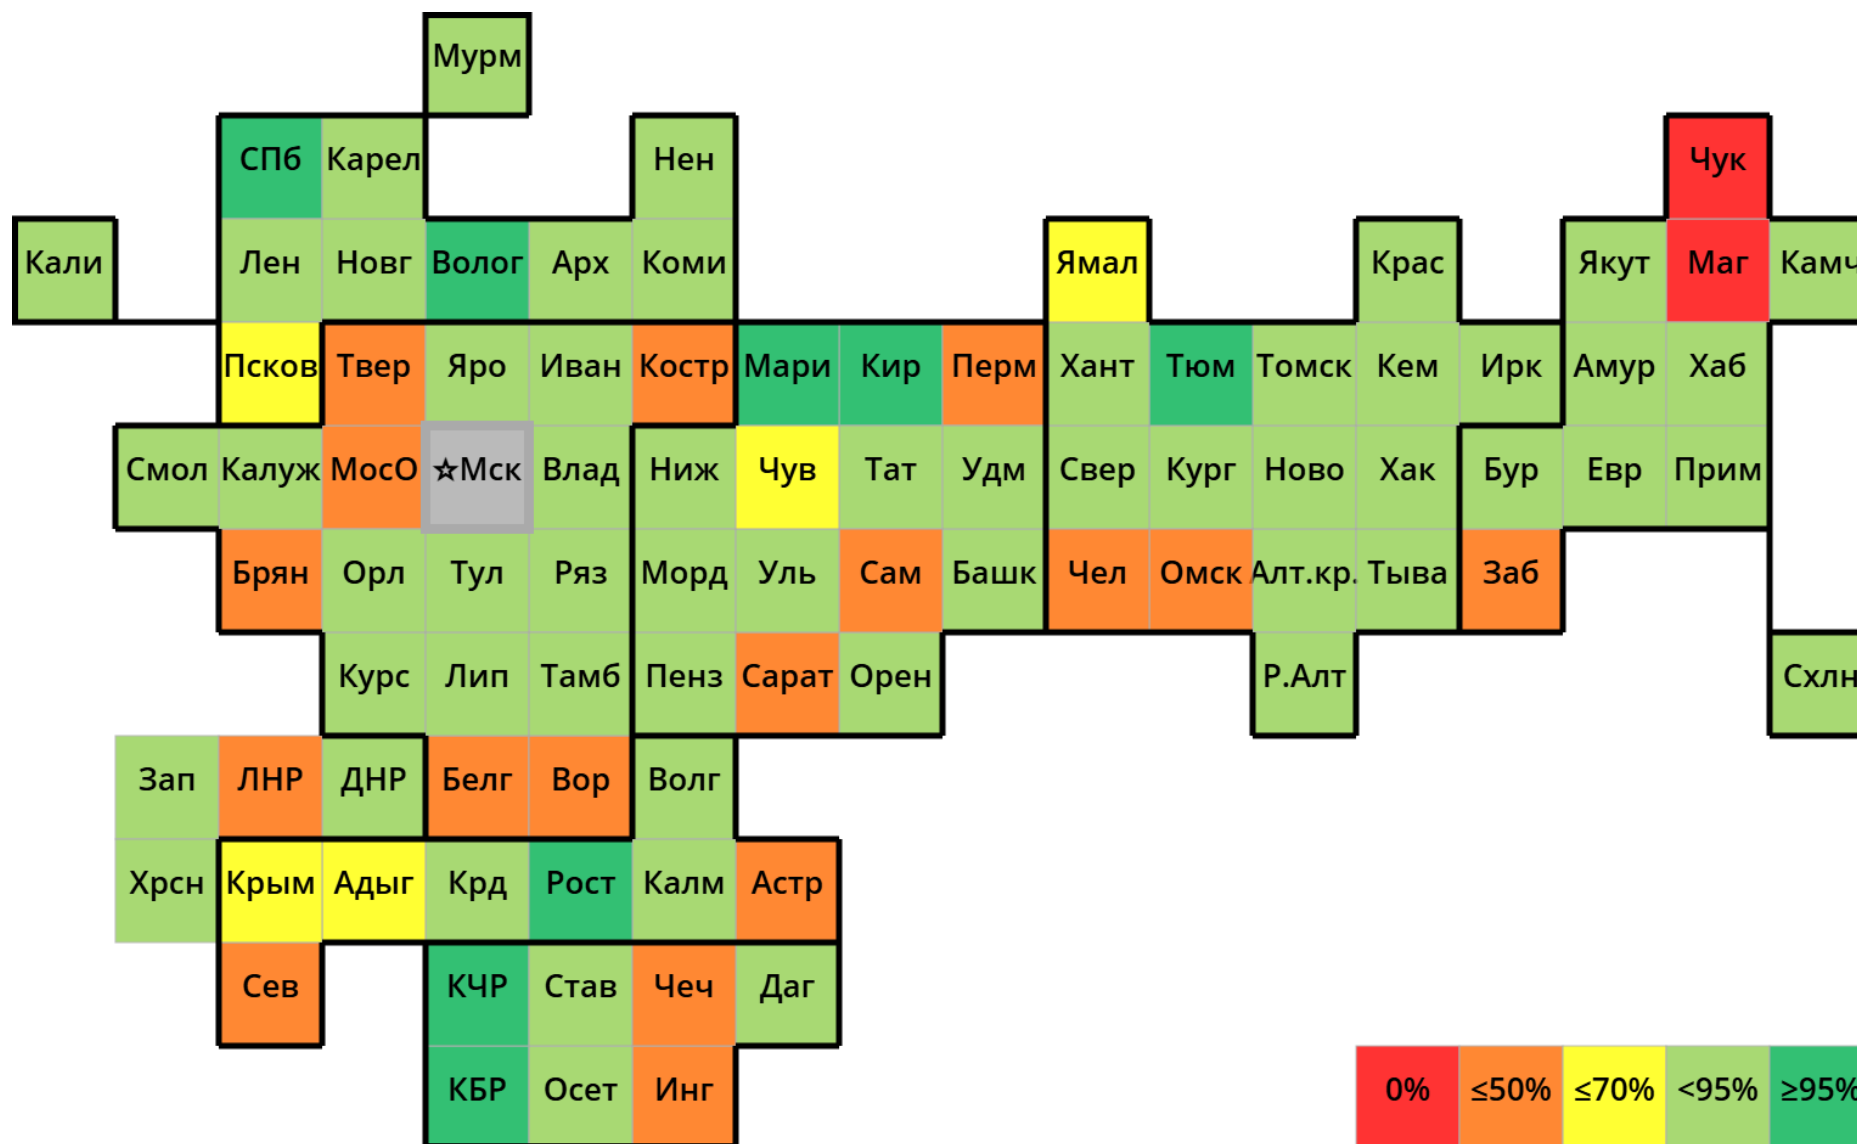 Мурм
СПб Карел Нен Чук
Кали Лен Новг Волог Арх Коми Ямал Крас Якут Маг Камч
Псков Твер Яро Иван Костр Мари Кир Перм Хант Тюм Томск Кем Ирк Амур Хаб
Смол Калуж МосО ☆Мск Влад Ниж Чув Тат Удм Свер Кург Ново Хак Бур Евр Прим
Брян Орл Тул Ряз Морд Уль Сам Башк Чел Омск Алт.кр. Тыва Заб
Курс Лип Тамб Пенз Сарат Орен Р.Алт Схлн
Зап ЛНР ДНР Белг Вор Волг
Хрсн Крым Адыг Крд Рост Калм Астр
Сев КЧР Став Чеч Даг
КБР Осет Инг 0% ≤50% ≤70% <95% ≥95%